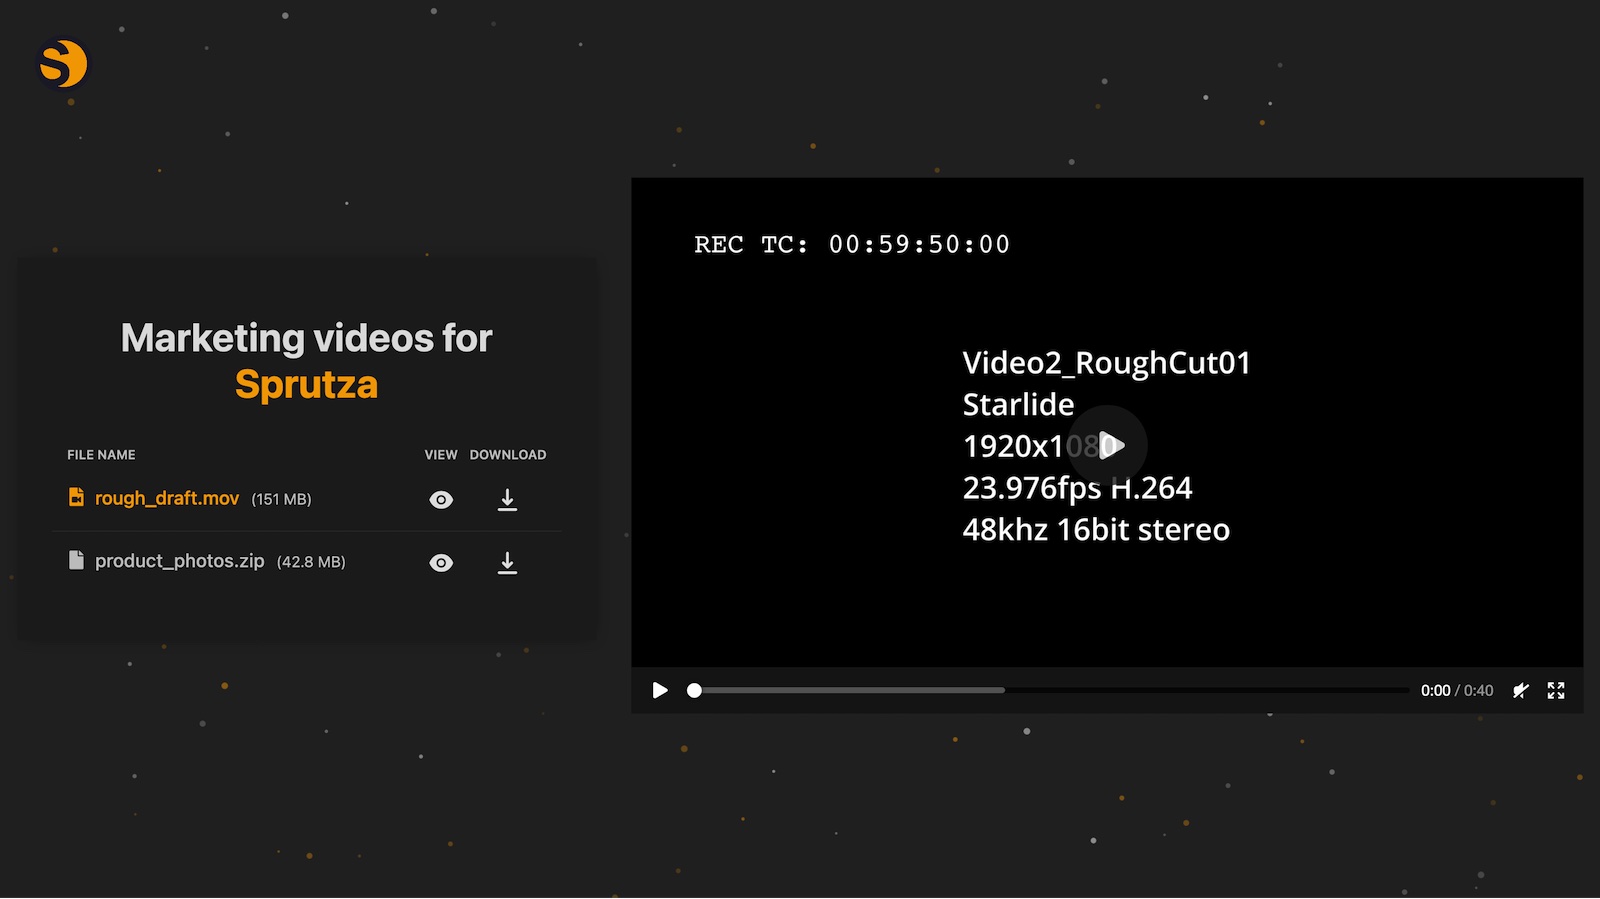 S
Marketing videos for
Sprutza
FILE NAME VIEW DOWNLOAD
rough_draft.mov (151 MB)
product_photos.zip (42.8 MB)
REC TC: 00:59:50:00
Video2_RoughCut01
Starlide
1920x1080
23.976fps H.264
48khz 16bit stereo
0:00 / 0:40